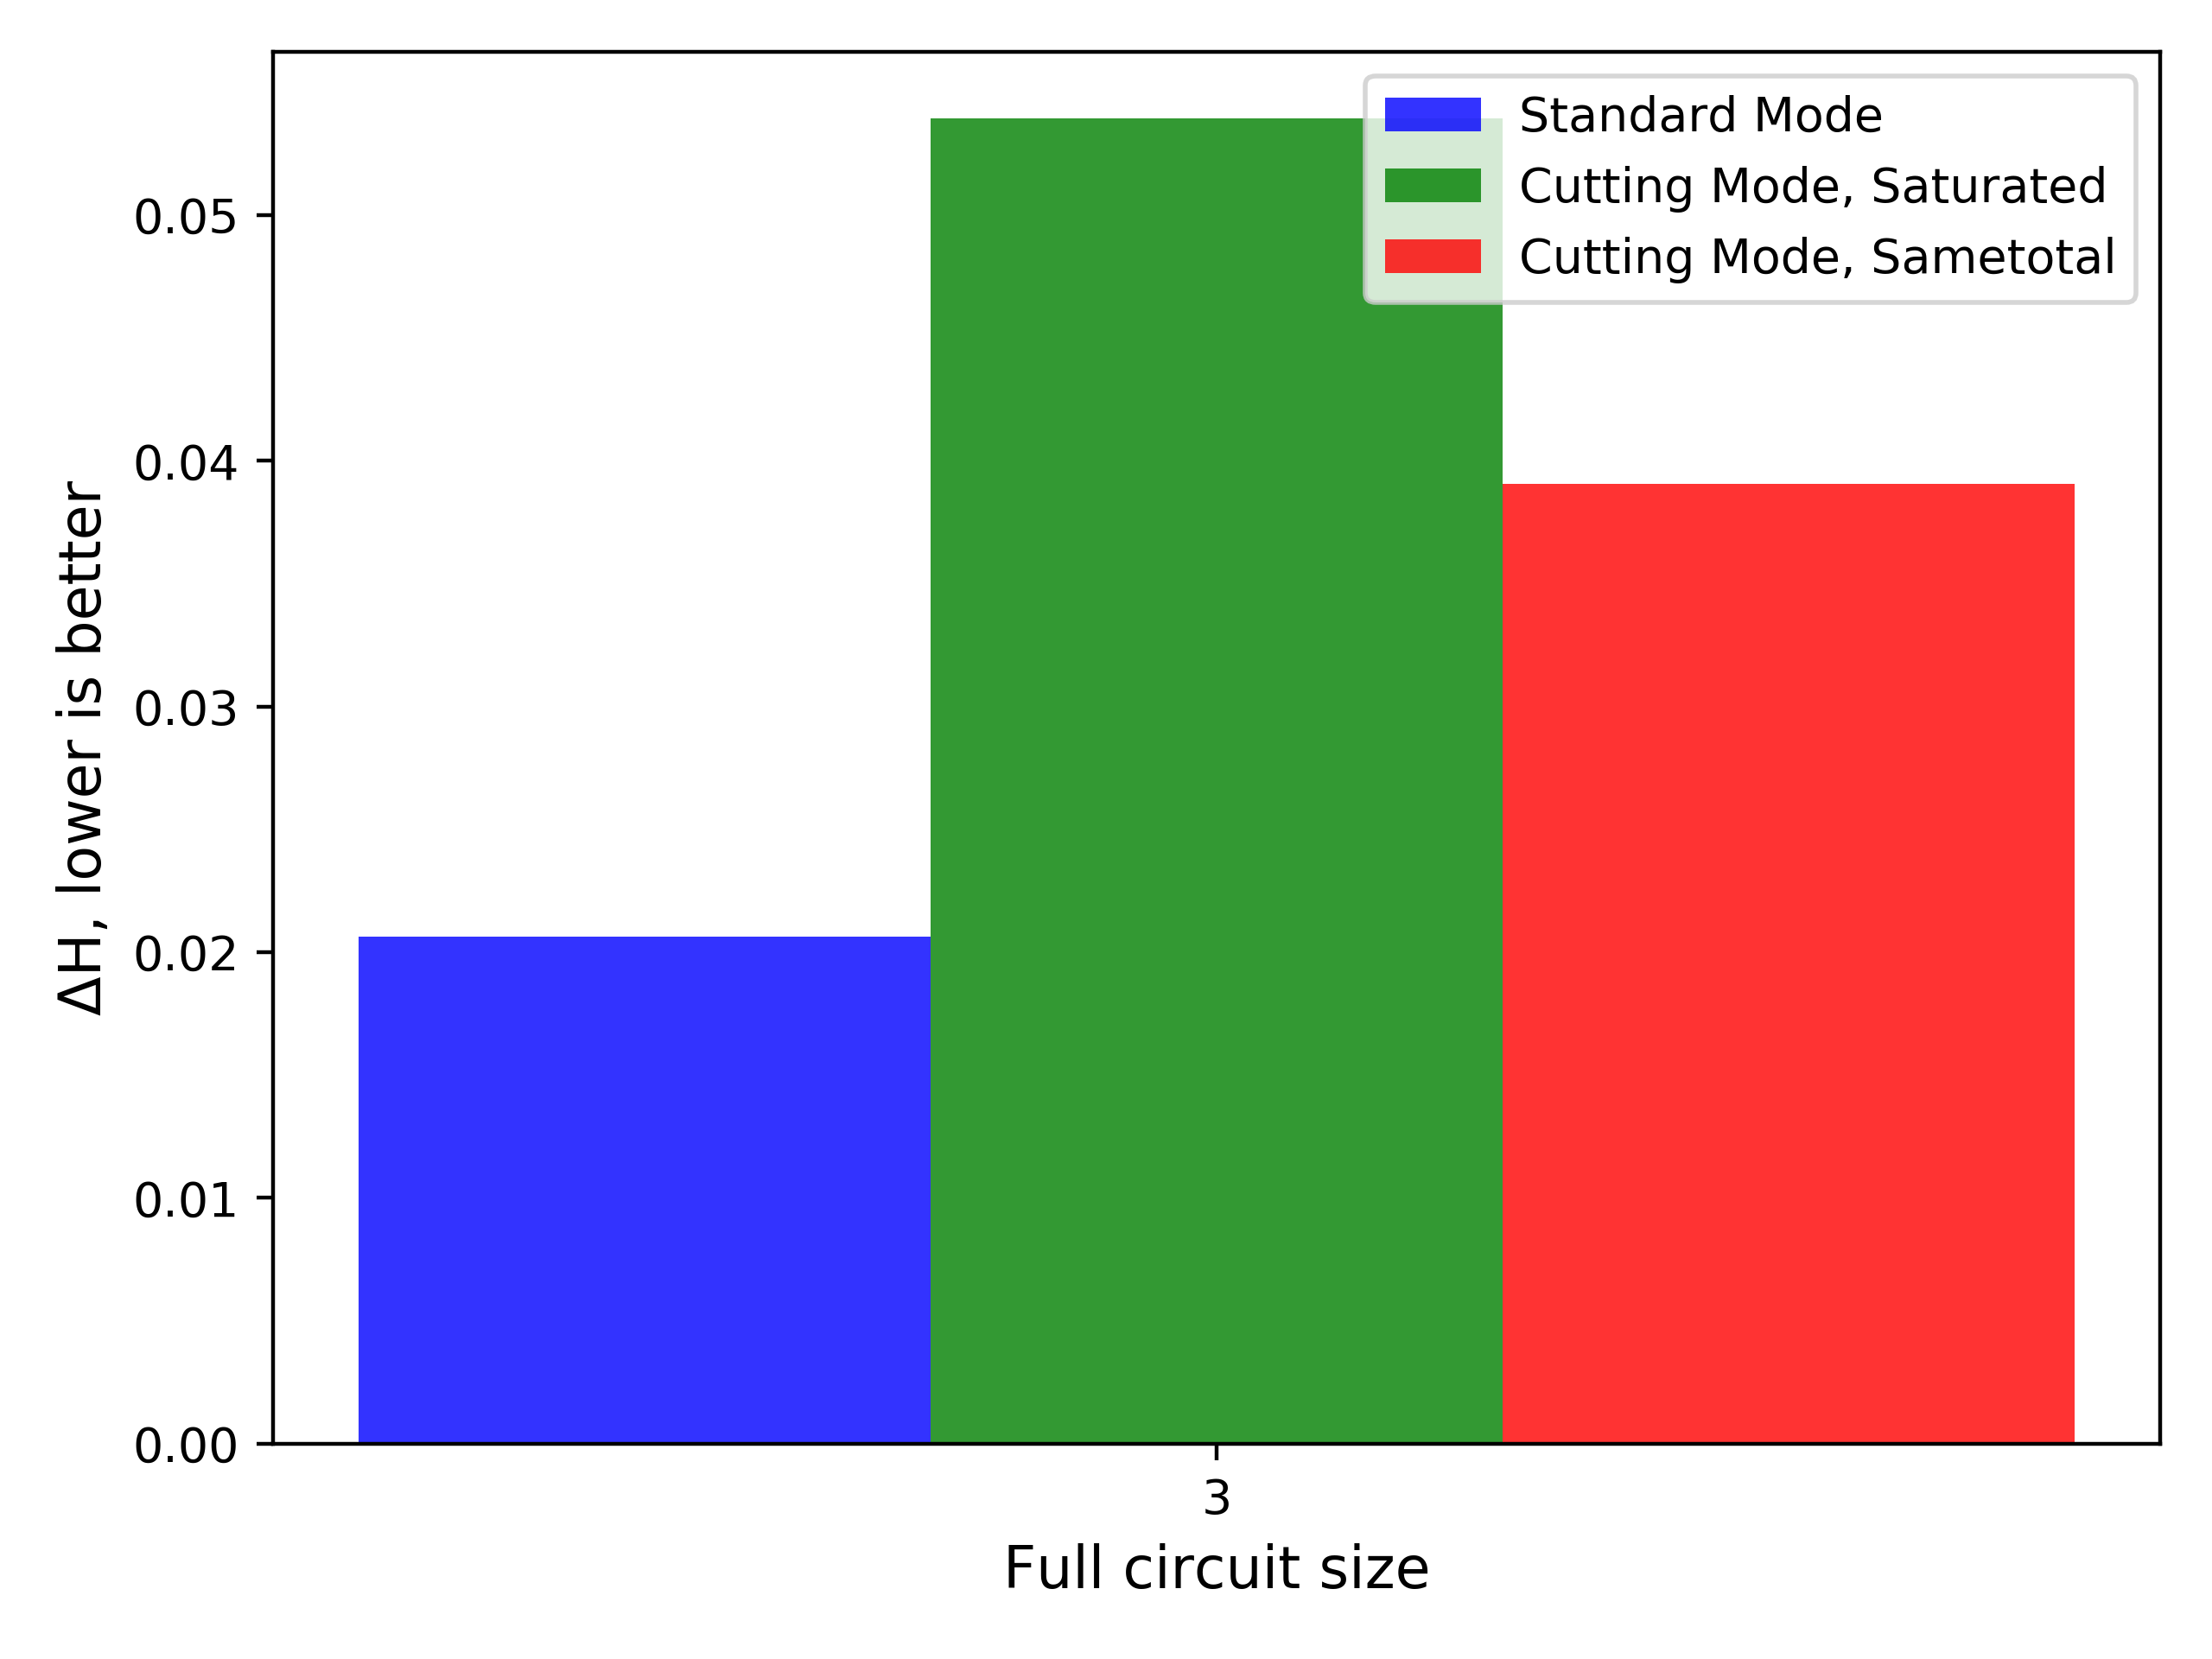 Standard Mode
Cutting Mode, Saturated
Cutting Mode, Sametotal
ΔH, lower is better
0.05
0.04
0.03
0.02
0.01
0.00
3
Full circuit size